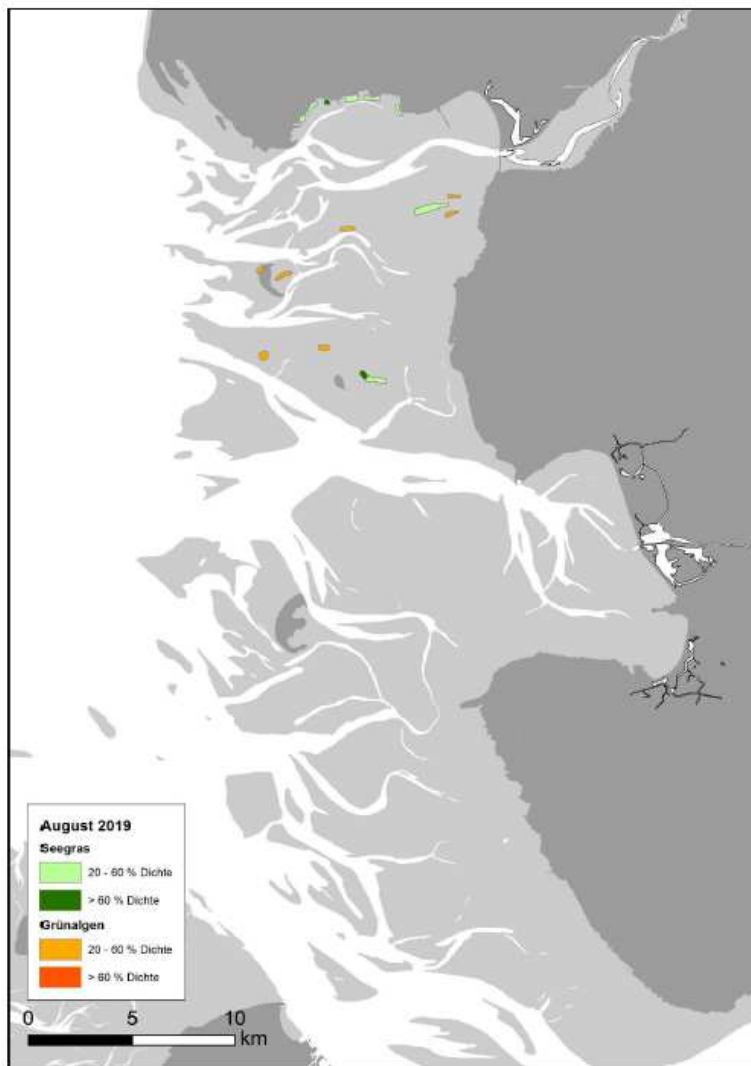 August 2019
Seegras
20 - 60 % Dichte
> 60 % Dichte
Grünalgen
20 - 60 % Dichte
> 60 % Dichte
0 5 10
km